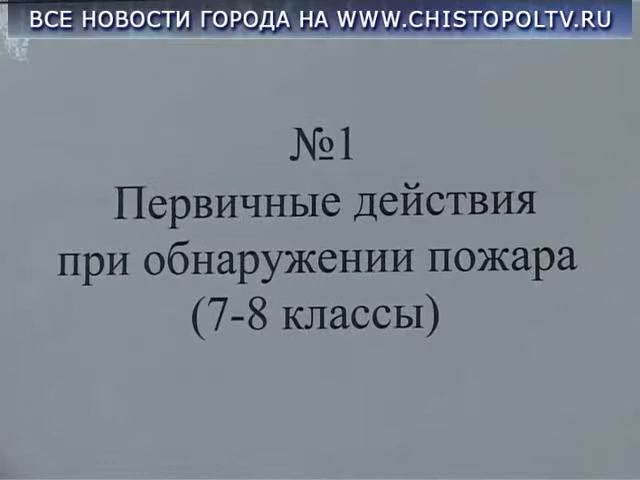 ВСЕ НОВОСТИ ГОРОДА НА WWW.CHISTOPOLTV.RU
№1
Первичные действия
при обнаружении пожара
(7-8 классы)